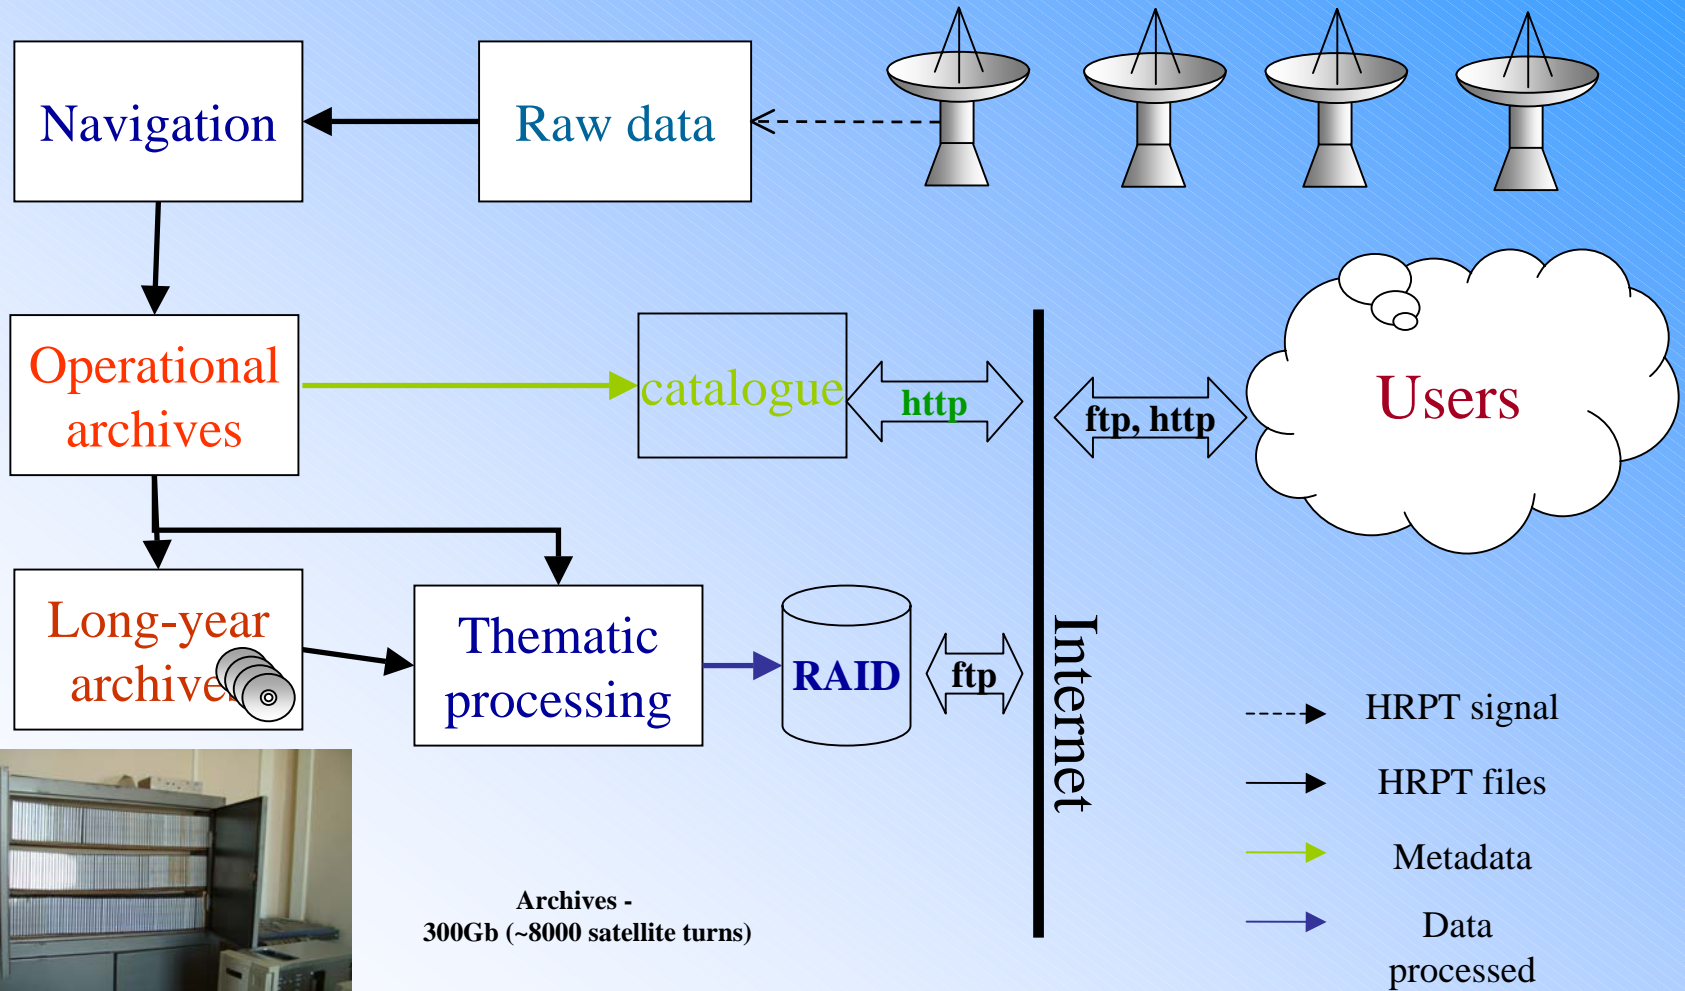 Navigation
Raw data
Operational
archives
catalogue
http
ftp, http
Users
Long-year
archives
Thematic
processing
RAID
ftp
Internet
HRPT signal
HRPT files
Metadata
Data
processed
Archives -
300Gb (~8000 satellite turns)